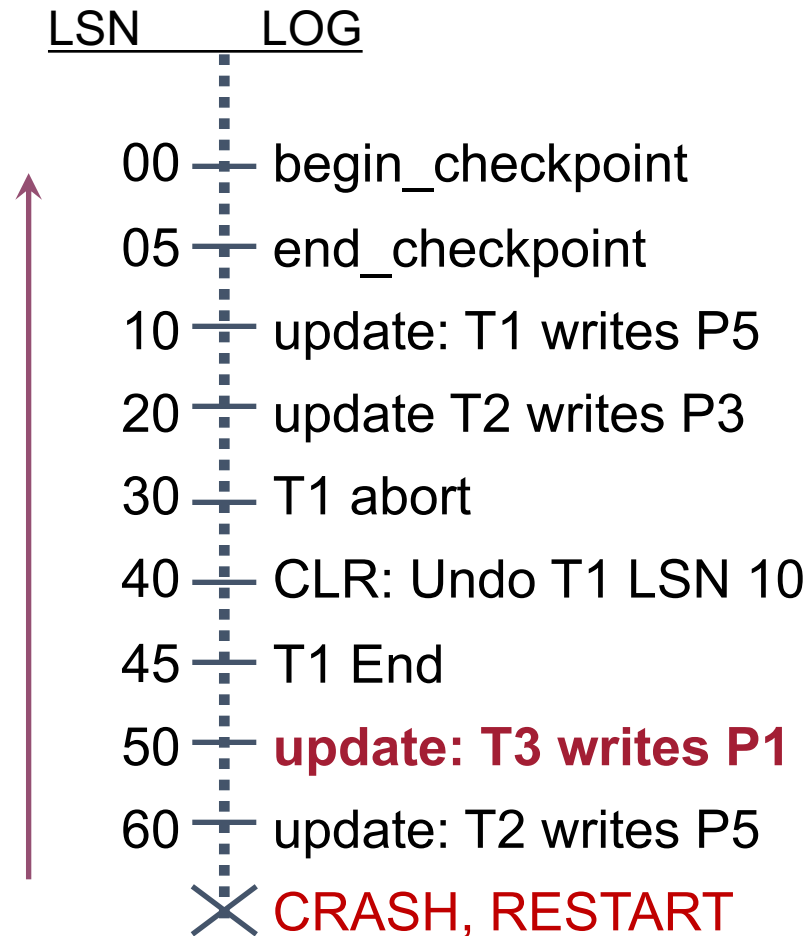 LSN LOG
00 begin_checkpoint
05 end_checkpoint
10 update: T1 writes P5
20 update T2 writes P3
30 T1 abort
40 CLR: Undo T1 LSN 10
45 T1 End
50 update: T3 writes P1
60 update: T2 writes P5
CRASH, RESTART